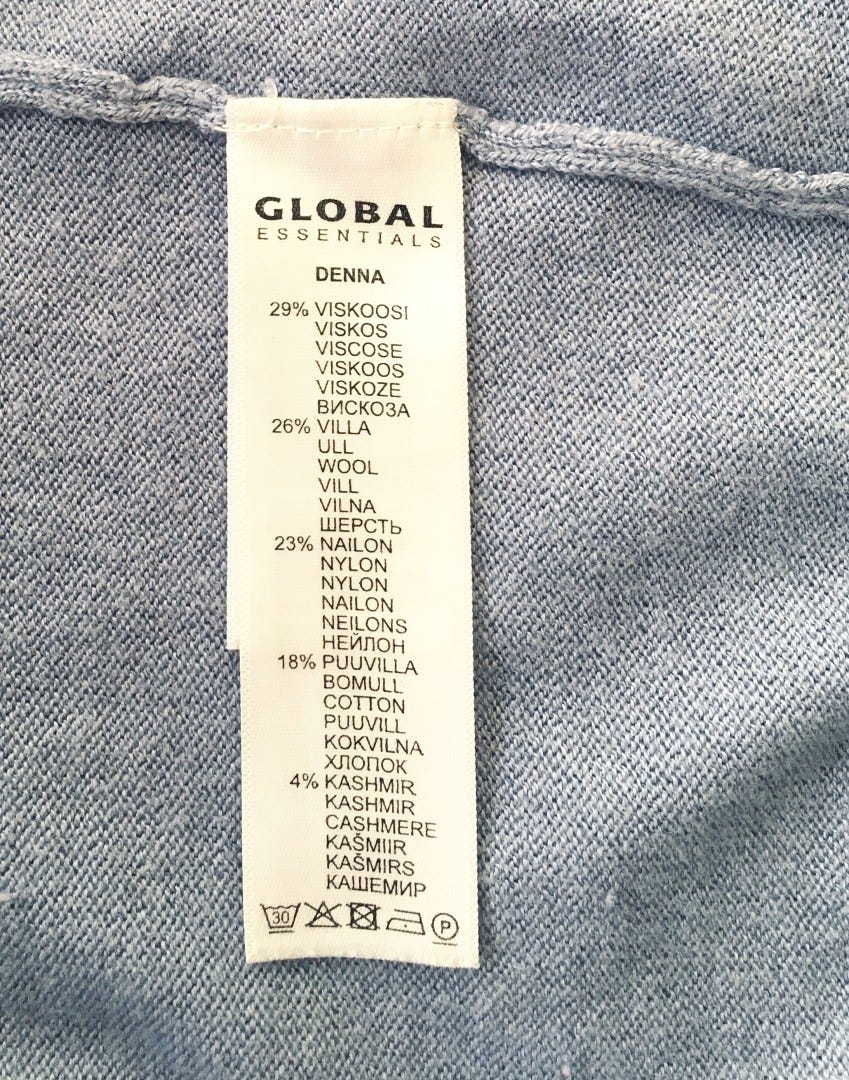 GLOBAL
ESSENTIALS
DENNA
29% VISKOOSI
VISKOS
VISCOSE
VISKOOS
VISKOZE
ВИСКОЗА
26% VILLA
ULL
WOOL
VILL
VILNA
ШЕРСТЬ
23% NAILON
NYLON
NYLON
NAILON
NEILONS
НЕЙЛОН
18% PUUVILLA
BOMULL
COTTON
PUUVILL
KOKVILNA
ХЛОПОК
4% KASHMIR
KASHMIR
CASHMERE
KAŠMIIR
KAŠMIRS
КАШЕМИР
30 P